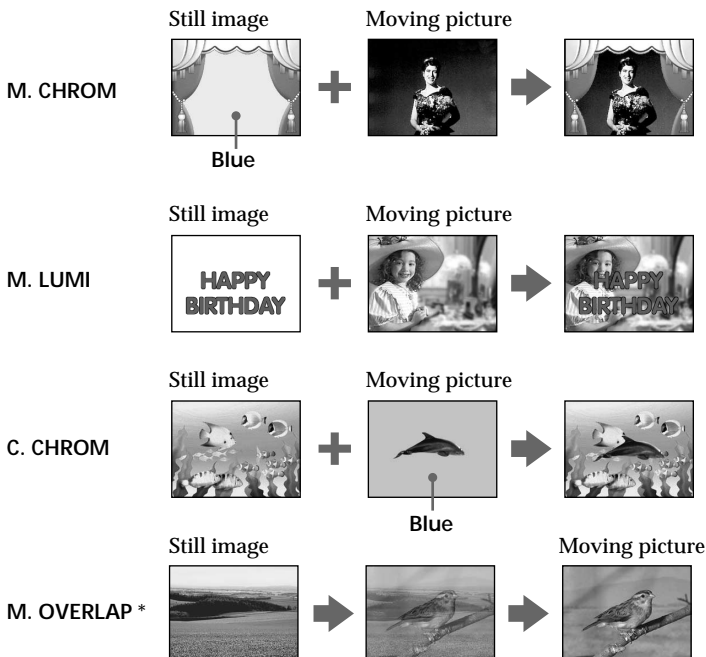 Still image Moving picture
M. CHROM
Blue
Still image Moving picture
M. LUMI
HAPPY
BIRTHDAY
HAPPY
BIRTHDAY
Still image Moving picture
C. CHROM
Blue
Still image Moving picture
M. OVERLAP *